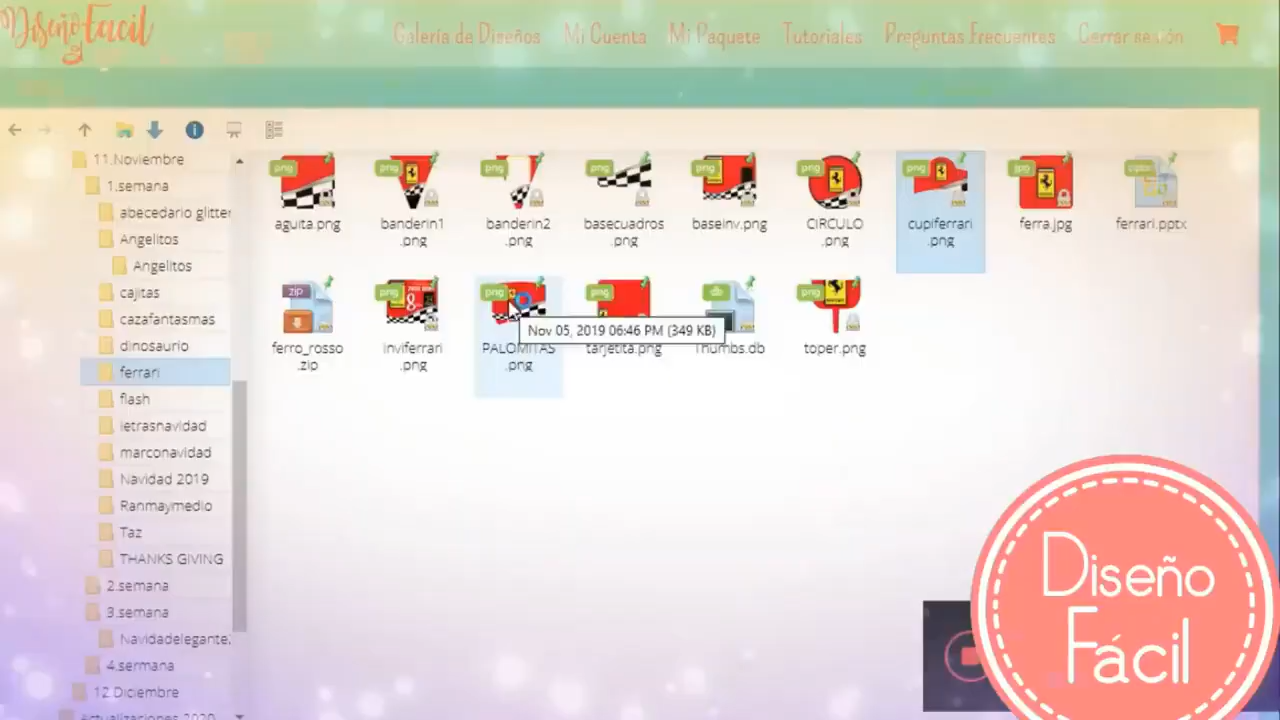 Diseño Fácil
Galería de Diseños Mi Cuenta Mi Paquete Tutoriales Preguntas Frecuentes Cerrar sesión
11.Noviembre
1.semana
abecedario glitter
Angelitos
Angelitos
cajitas
cazafantasmas
dinosaurio
ferrari
flash
letrasnavidad
marconavidad
Navidad 2019
Ranmaymedio
Taz
THANKS GIVING
2.semana
3.semana
Navidadelegante.
4.sermana
12 Diciembre
Actualizaciones 2020
png png png png png png png jpg pptx
aguita.png banderin1 banderin2 basecuadros baseinv.png CIRCULO cupiferrari ferra.jpg ferrari.pptx
.png .png .png .png .png
zip png png png db png
Nov 05, 2019 06:46 PM (349 KB)
ferro_rosso inviferrari PALOMITAS tarjetita.png Thumbs.db toper.png
.zip .png .png
Diseño
Fácil